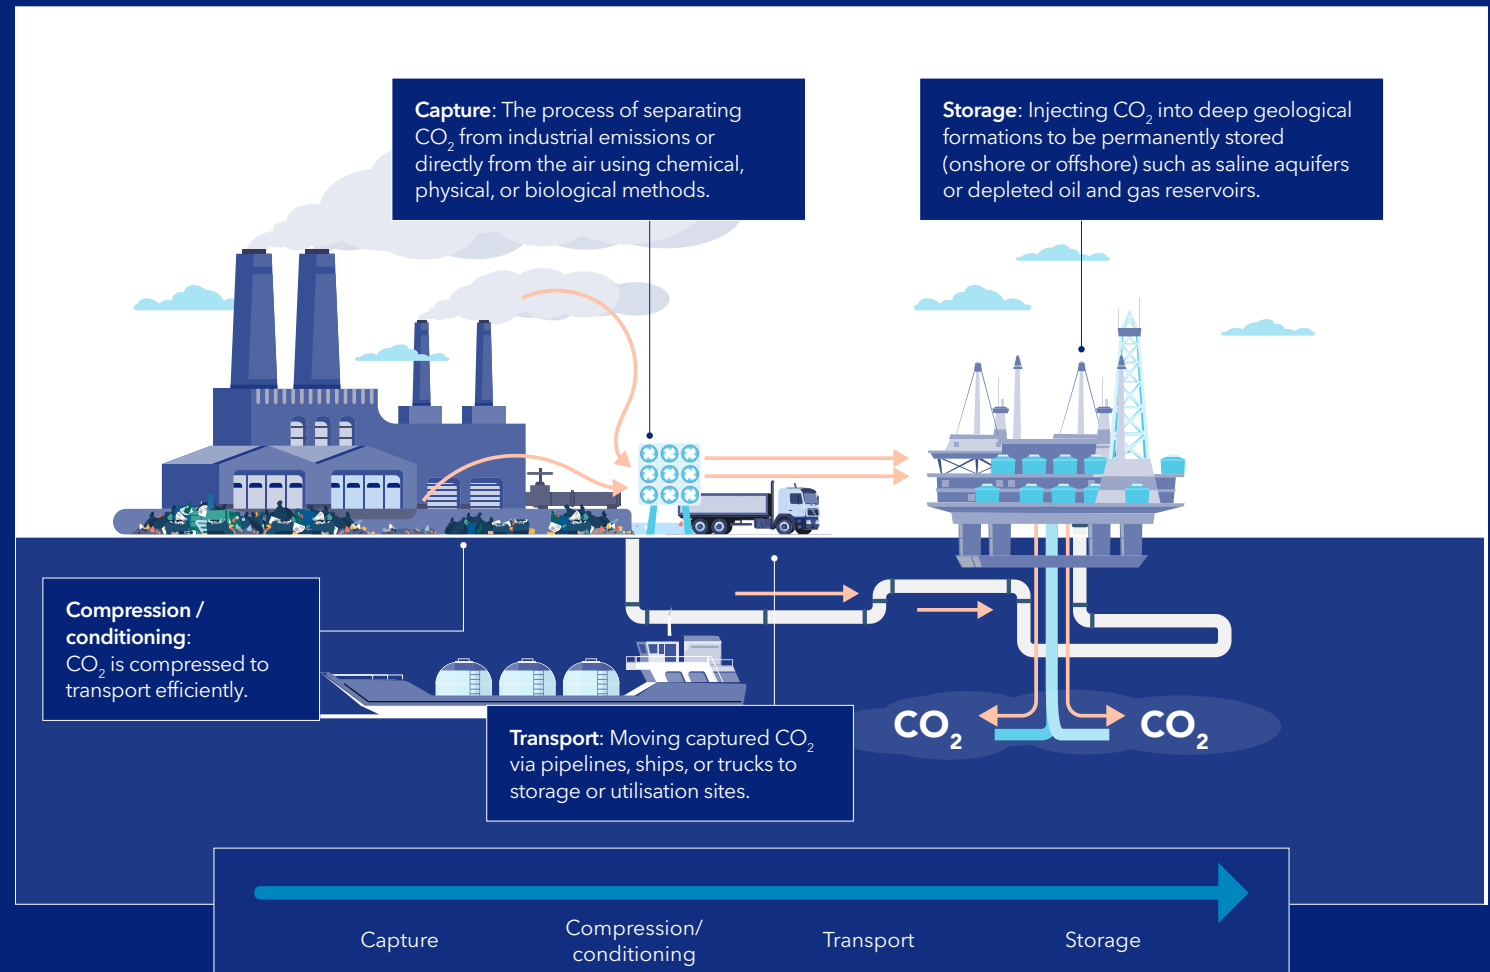 Capture: The process of separating
CO₂ from industrial emissions or
directly from the air using chemical,
physical, or biological methods.
Storage: Injecting CO₂ into deep geological
formations to be permanently stored
(onshore or offshore) such as saline aquifers
or depleted oil and gas reservoirs.
Compression /
conditioning:
CO₂ is compressed to
transport efficiently.
Transport: Moving captured CO₂
via pipelines, ships, or trucks to
storage or utilisation sites.
CO₂
CO₂
Capture
Compression/
conditioning
Transport
Storage